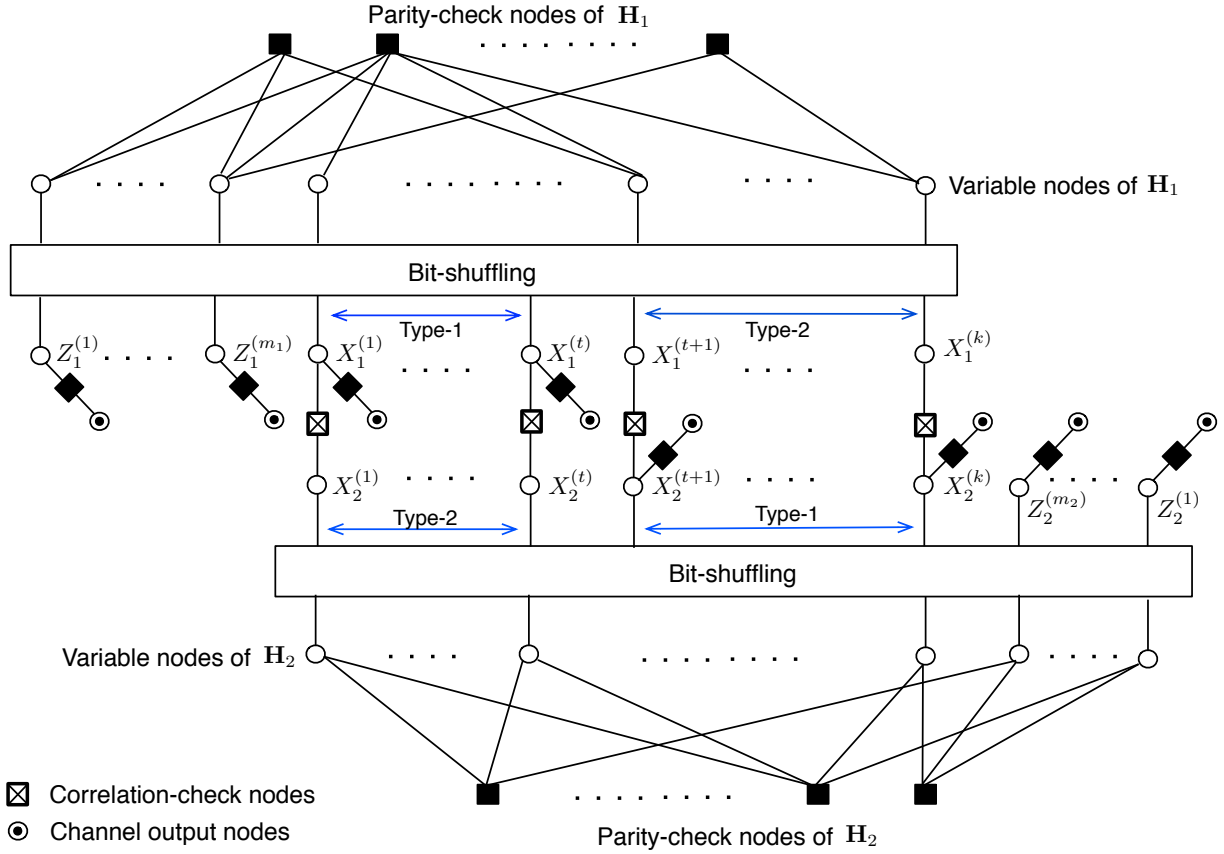 Parity-check nodes of H₁
Variable nodes of H₁
Bit-shuffling
Type-1 Type-2
Z₁⁽¹⁾ Z₁⁽ᵐ¹⁾ X₁⁽¹⁾ X₁⁽ᵗ⁾ X₁⁽ᵗ⁺¹⁾ X₁⁽ᵏ⁾
X₂⁽¹⁾ X₂⁽ᵗ⁾ X₂⁽ᵗ⁺¹⁾ X₂⁽ᵏ⁾ Z₂⁽ᵐ²⁾ Z₂⁽¹⁾
Type-2 Type-1
Bit-shuffling
Variable nodes of H₂
Correlation-check nodes
Channel output nodes
Parity-check nodes of H₂